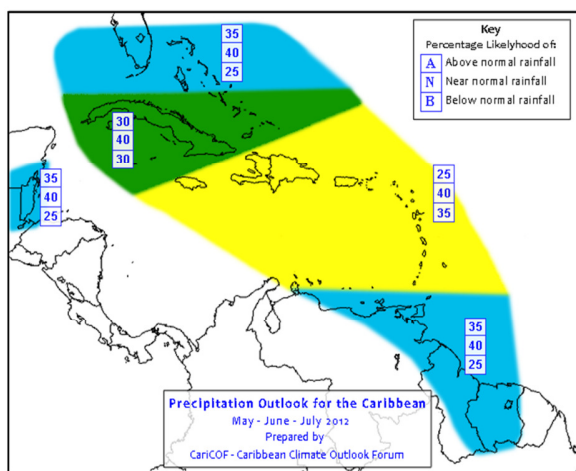 Key
Percentage Likelyhood of:
A Above normal rainfall
N Near normal rainfall
B Below normal rainfall
35
40
25
30
40
30
35
40
25
25
40
35
35
40
25
Precipitation Outlook for the Caribbean
May - June - July 2012
Prepared by
CariCOF - Caribbean Climate Outlook Forum